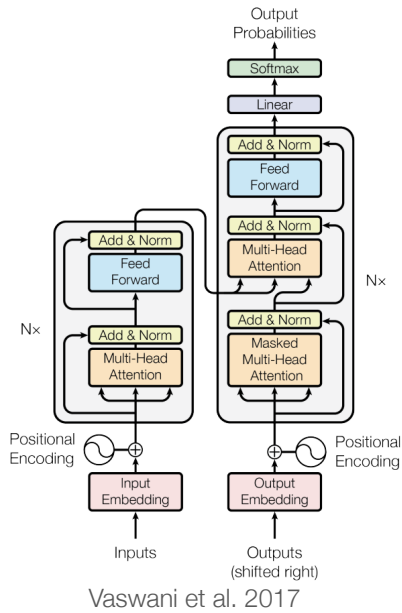 Output
Probabilities
Softmax
Linear
Add & Norm
Feed
Forward
Add & Norm
Multi-Head
Attention
Nx
Add & Norm
Masked
Multi-Head
Attention
Add & Norm
Feed
Forward
Nx
Add & Norm
Multi-Head
Attention
Positional
Encoding
Positional
Encoding
Input
Embedding
Output
Embedding
Inputs
Outputs
(shifted right)
Vaswani et al. 2017